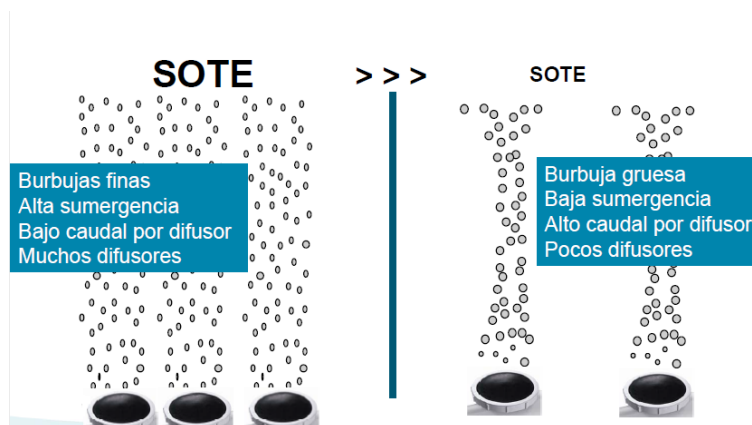 SOTE
> > >
SOTE
Burbujas finas
Alta sumergencia
Bajo caudal por difusor
Muchos difusores
Burbuja gruesa
Baja sumergencia
Alto caudal por difusor
Pocos difusores